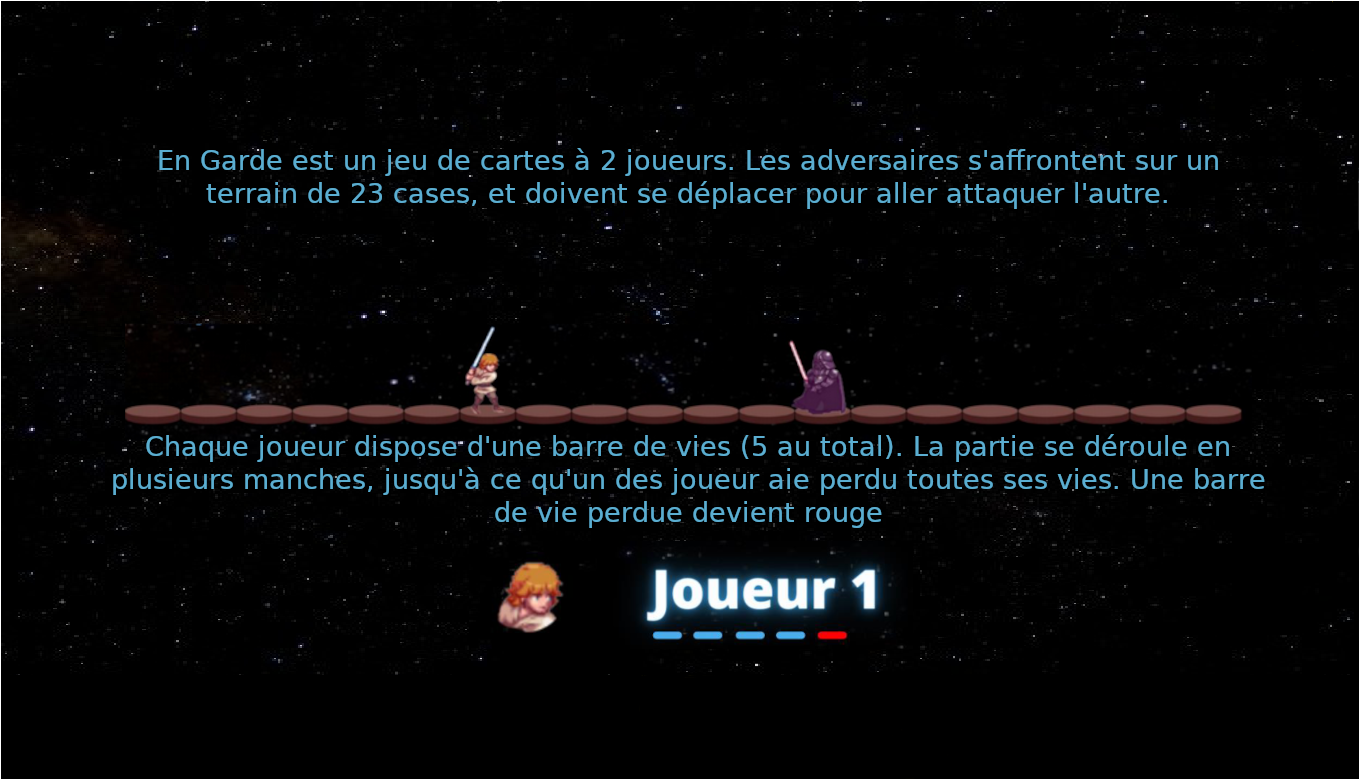 En Garde est un jeu de cartes à 2 joueurs. Les adversaires s'affrontent sur un
terrain de 23 cases, et doivent se déplacer pour aller attaquer l'autre.
Chaque joueur dispose d'une barre de vies (5 au total). La partie se déroule en
plusieurs manches, jusqu'à ce qu'un des joueur aie perdu toutes ses vies. Une barre
de vie perdue devient rouge
Joueur 1